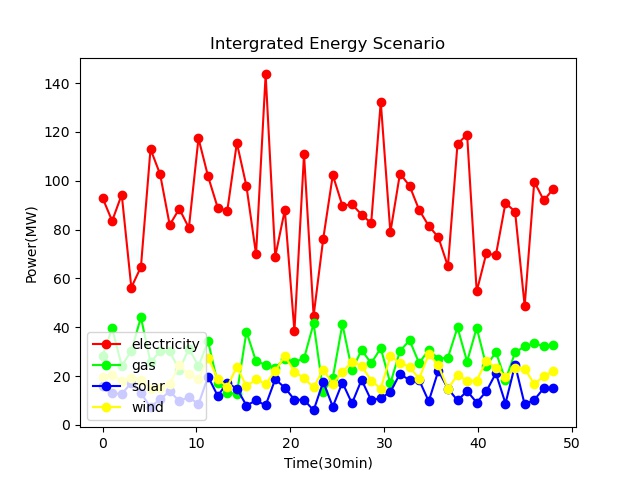 Intergrated Energy Scenario
Power(MW)
140
120
100
80
60
40
20
0
electricity
gas
solar
wind
0 10 20 30 40 50
Time(30min)